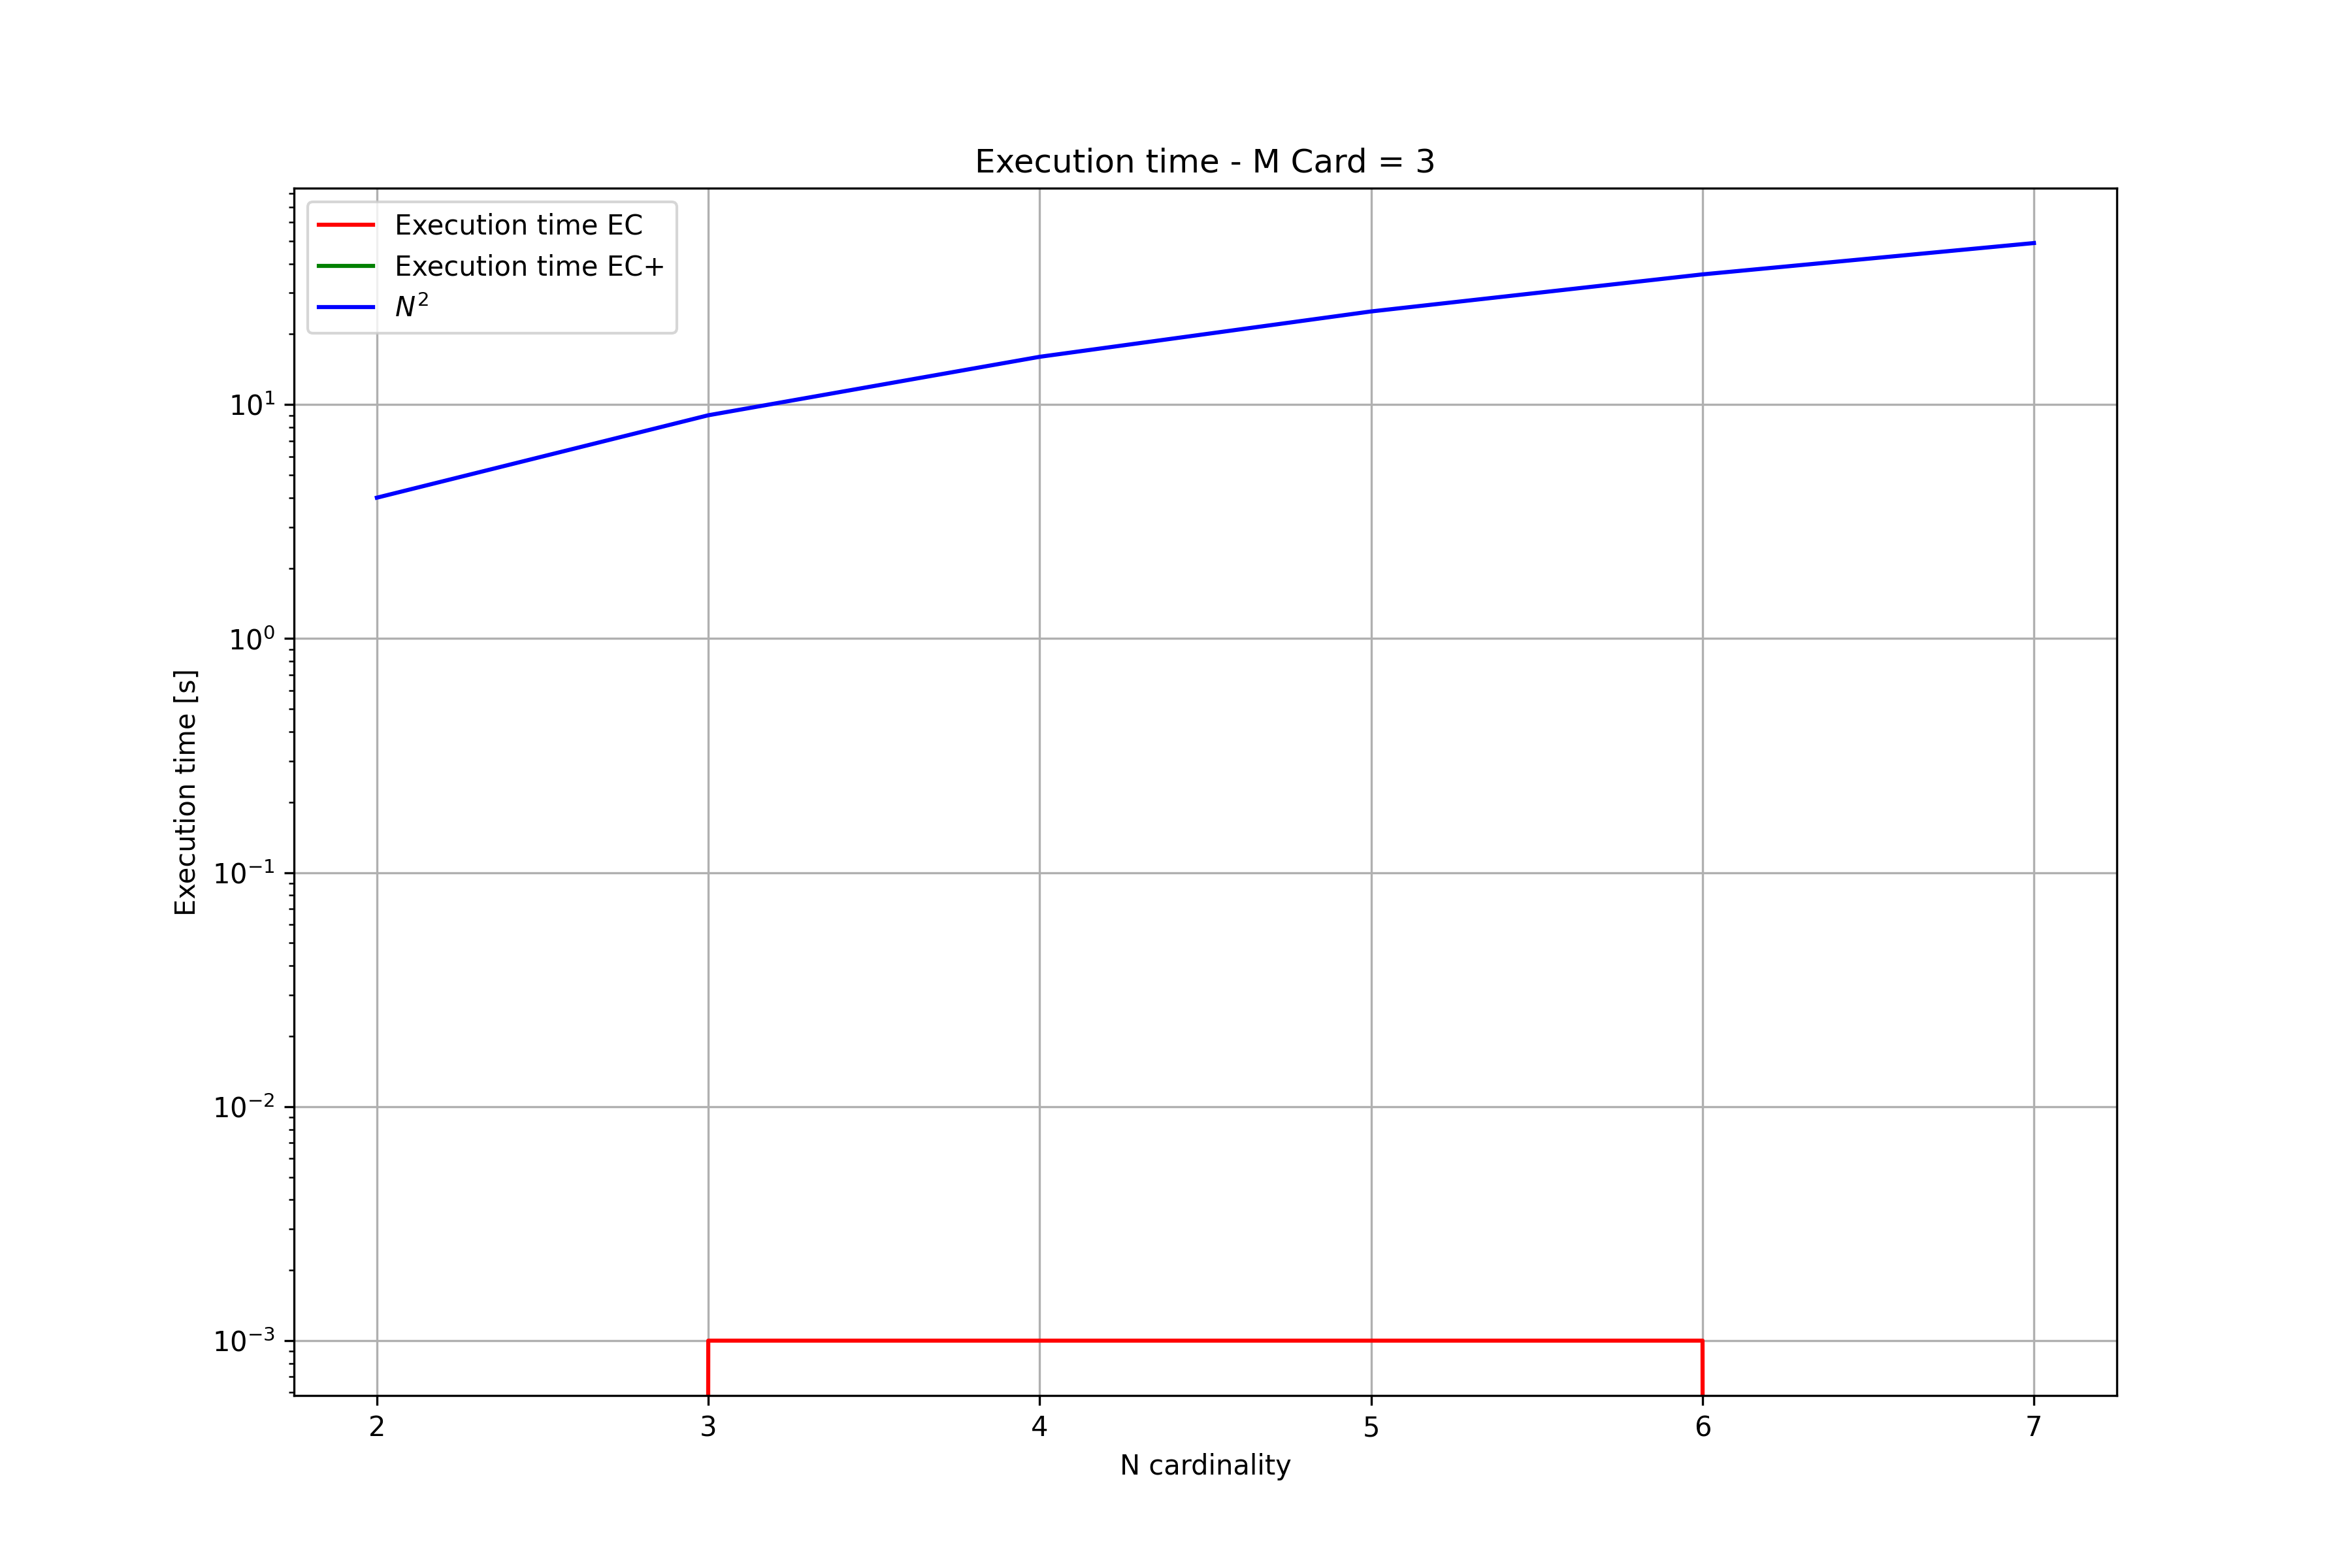 Execution time - M Card = 3
Execution time EC
Execution time EC+
N²
10¹
10⁰
10⁻¹
10⁻²
10⁻³
Execution time [s]
2 3 4 5 6 7
N cardinality